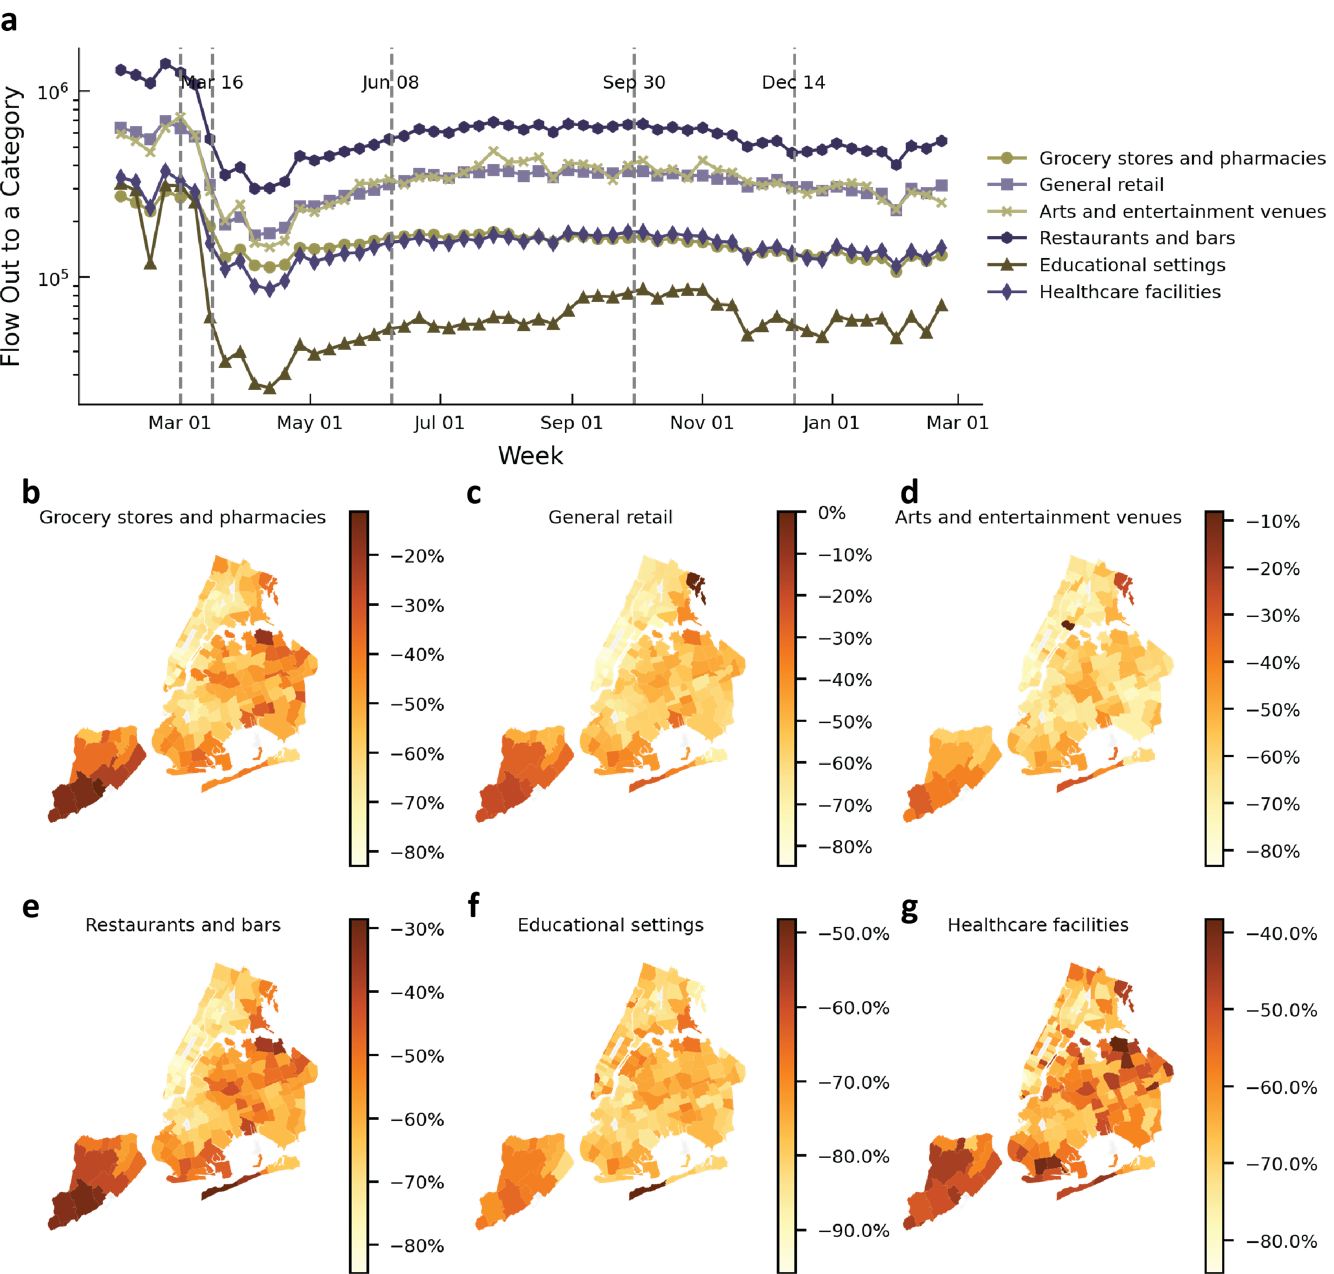 a
Flow Out to a Category
10⁶
10⁵
Mar 16
Jun 08
Sep 30
Dec 14
Mar 01
May 01
Jul 01
Sep 01
Nov 01
Jan 01
Mar 01
Week
Grocery stores and pharmacies
General retail
Arts and entertainment venues
Restaurants and bars
Educational settings
Healthcare facilities
b
Grocery stores and pharmacies
−20%
−30%
−40%
−50%
−60%
−70%
−80%
c
General retail
0%
−10%
−20%
−30%
−40%
−50%
−60%
−70%
−80%
d
Arts and entertainment venues
−10%
−20%
−30%
−40%
−50%
−60%
−70%
−80%
e
Restaurants and bars
−30%
−40%
−50%
−60%
−70%
−80%
f
Educational settings
−50.0%
−60.0%
−70.0%
−80.0%
−90.0%
g
Healthcare facilities
−40.0%
−50.0%
−60.0%
−70.0%
−80.0%